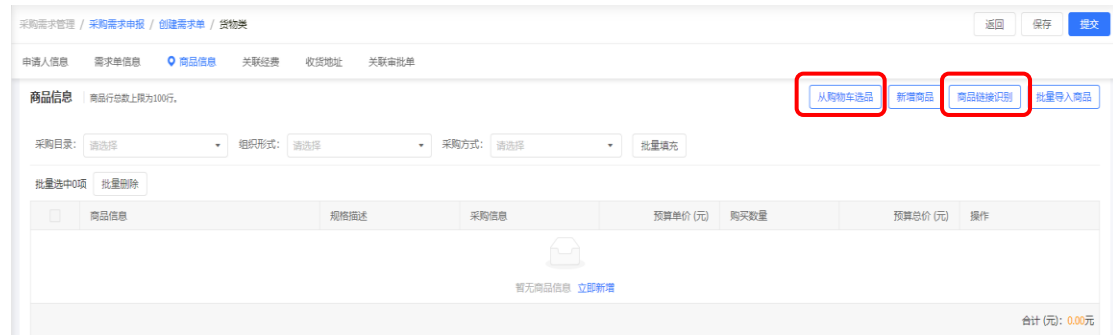 采购需求管理 / 采购需求申报 / 创建需求单 / 货物类 返回 保存 提交
申请人信息 需求单信息 商品信息 关联经费 收货地址 关联审批单
商品信息 商品行总数上限为100行。 从购物车选品 新增商品 商品链接识别 批量导入商品
采购目录: 请选择 组织形式: 请选择 采购方式: 请选择 批量填充
批量选中0项 批量删除
商品信息 规格描述 采购信息 预算单价 (元) 购买数量 预算总价 (元) 操作
暂无商品信息 立即新增
合计 (元): 0.00元